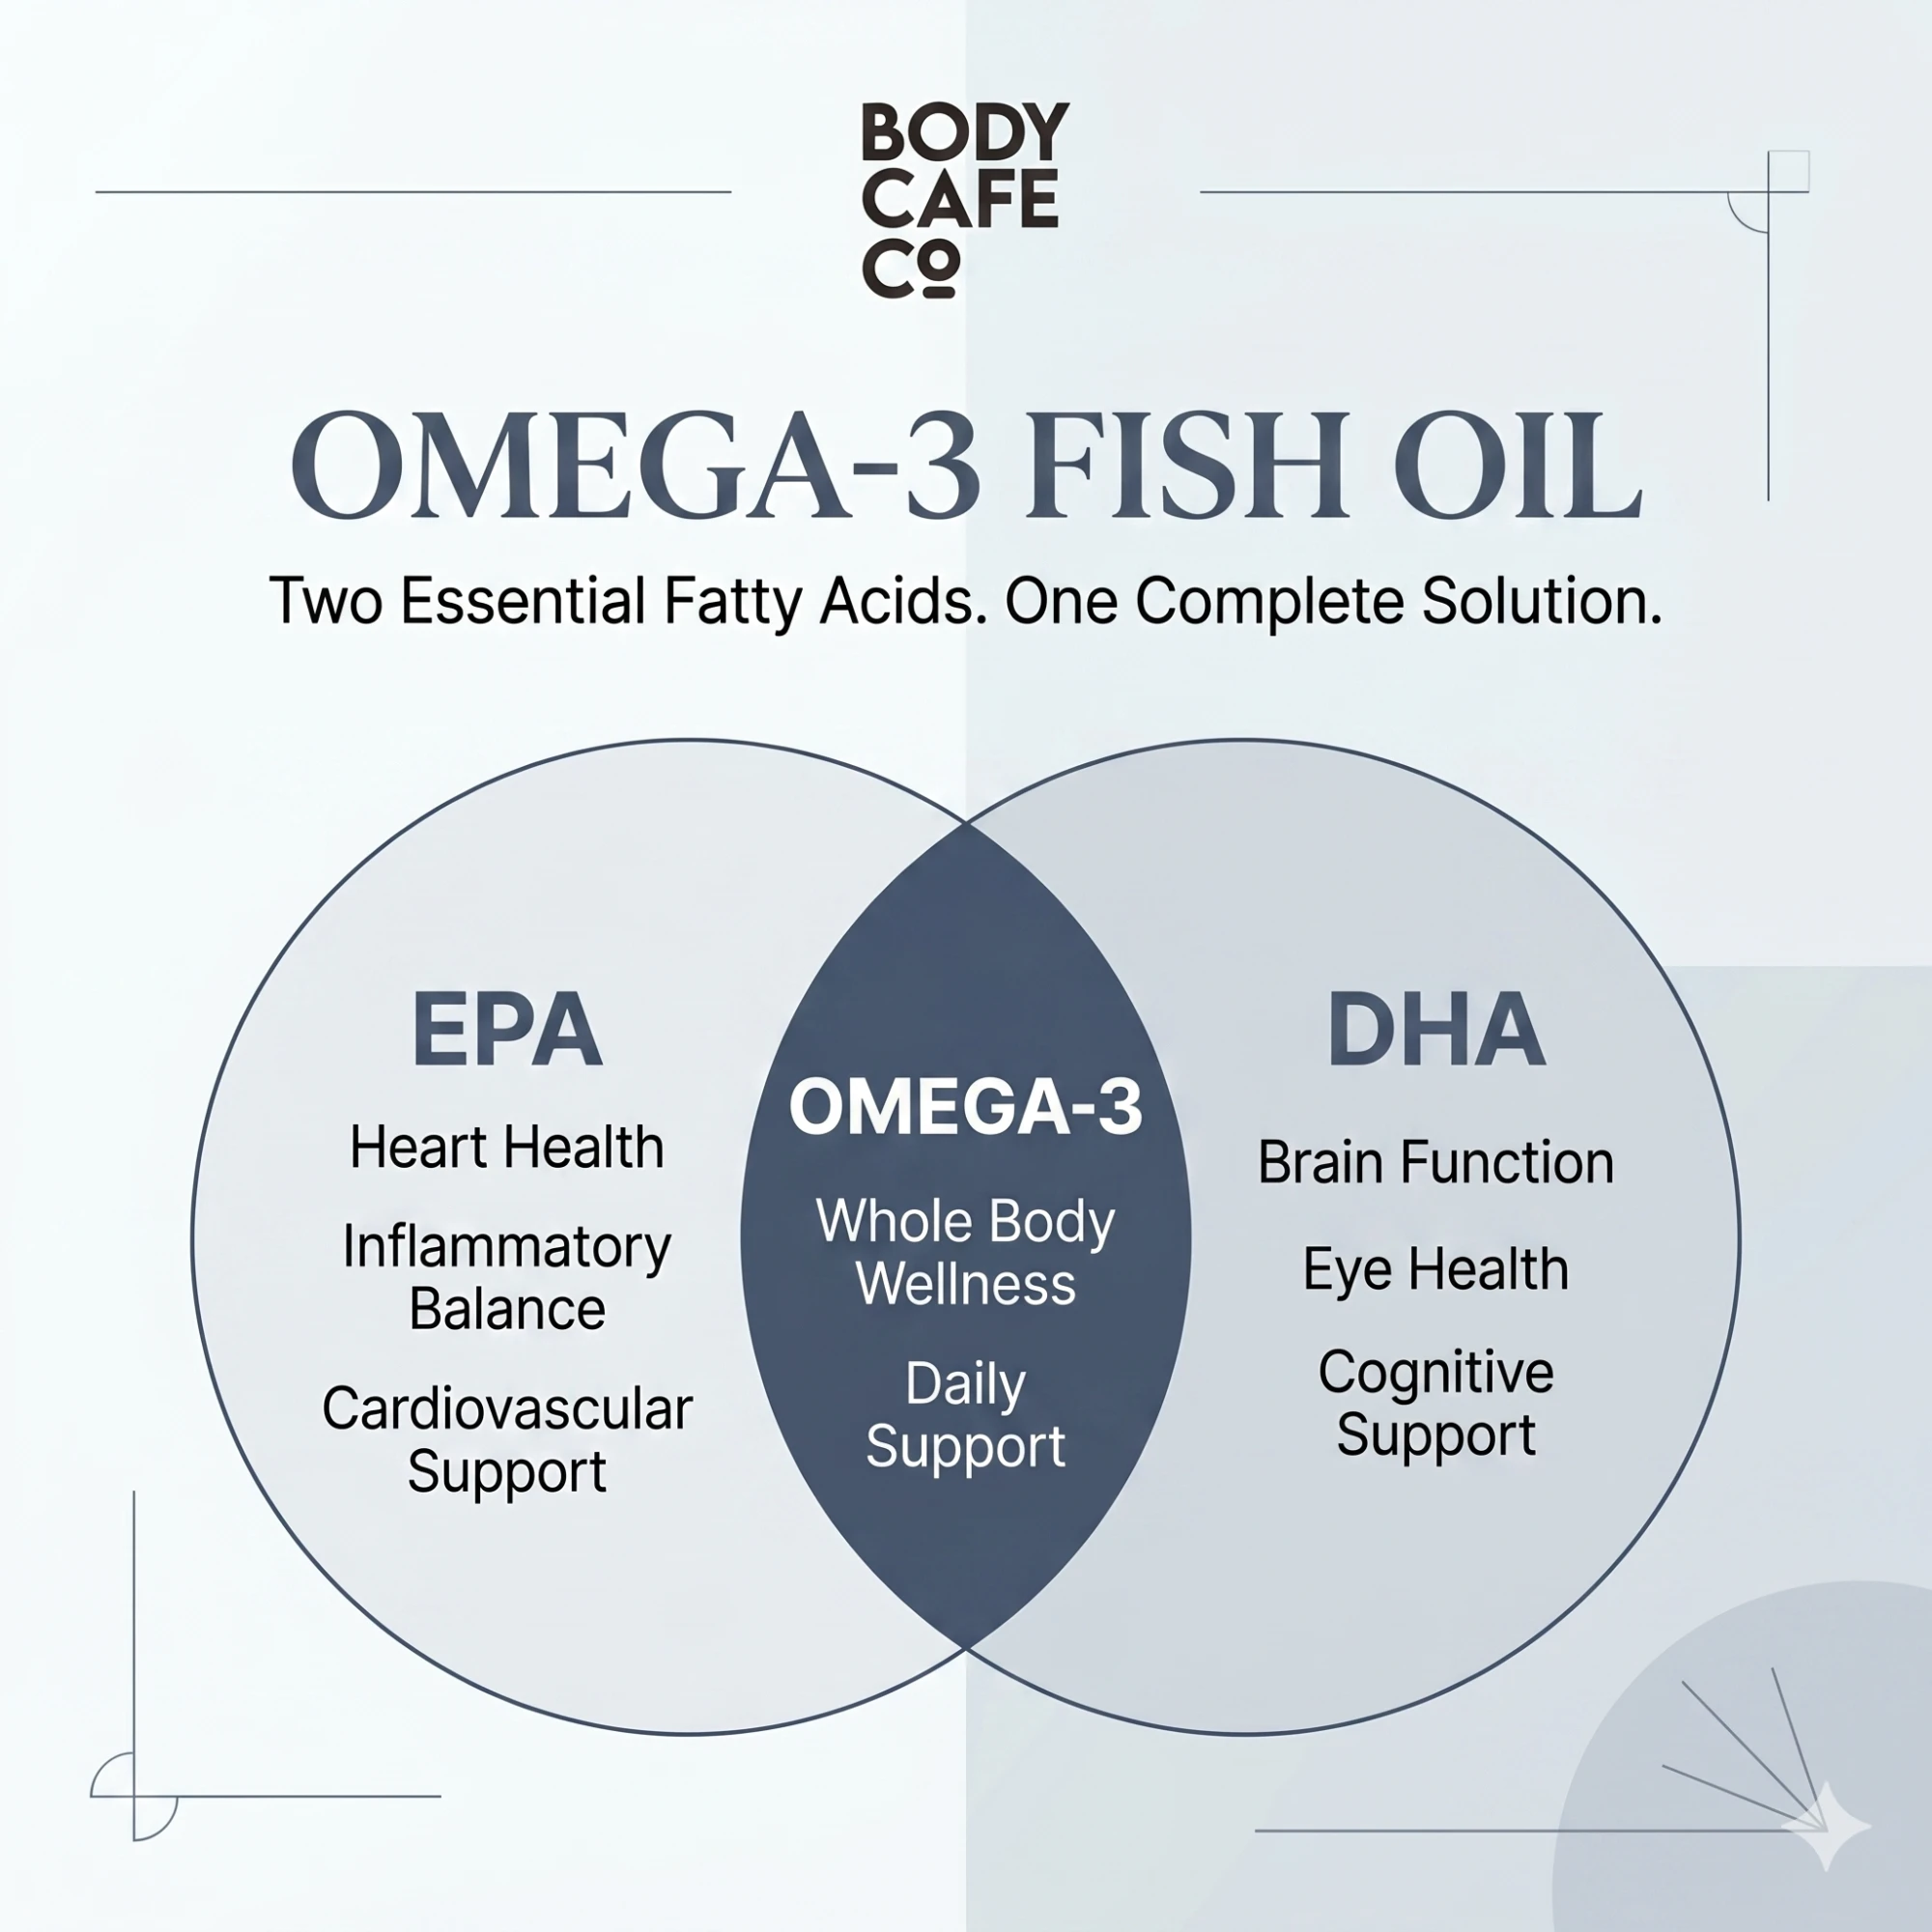 BODY
CAFE
Co
OMEGA-3 FISH OIL
Two Essential Fatty Acids. One Complete Solution.
EPA
Heart Health
Inflammatory
Balance
Cardiovascular
Support
OMEGA-3
Whole Body
Wellness
Daily
Support
DHA
Brain Function
Eye Health
Cognitive
Support